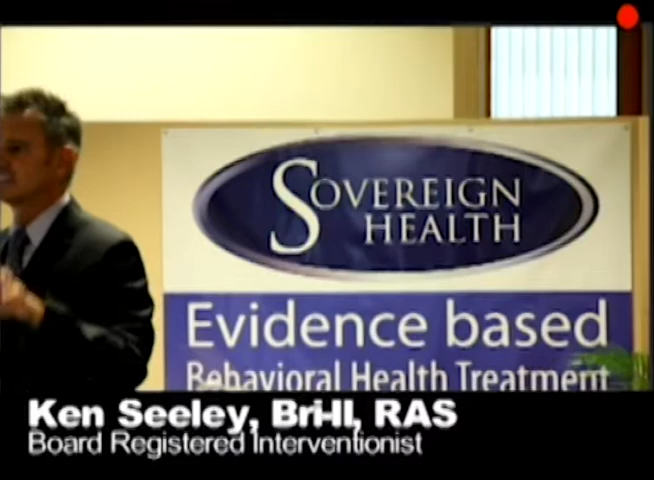 SOVEREIGN
HEALTH
Evidence based
Behavioral Health Treatment
Ken Seeley, Bri-II, RAS
Board Registered Interventionist